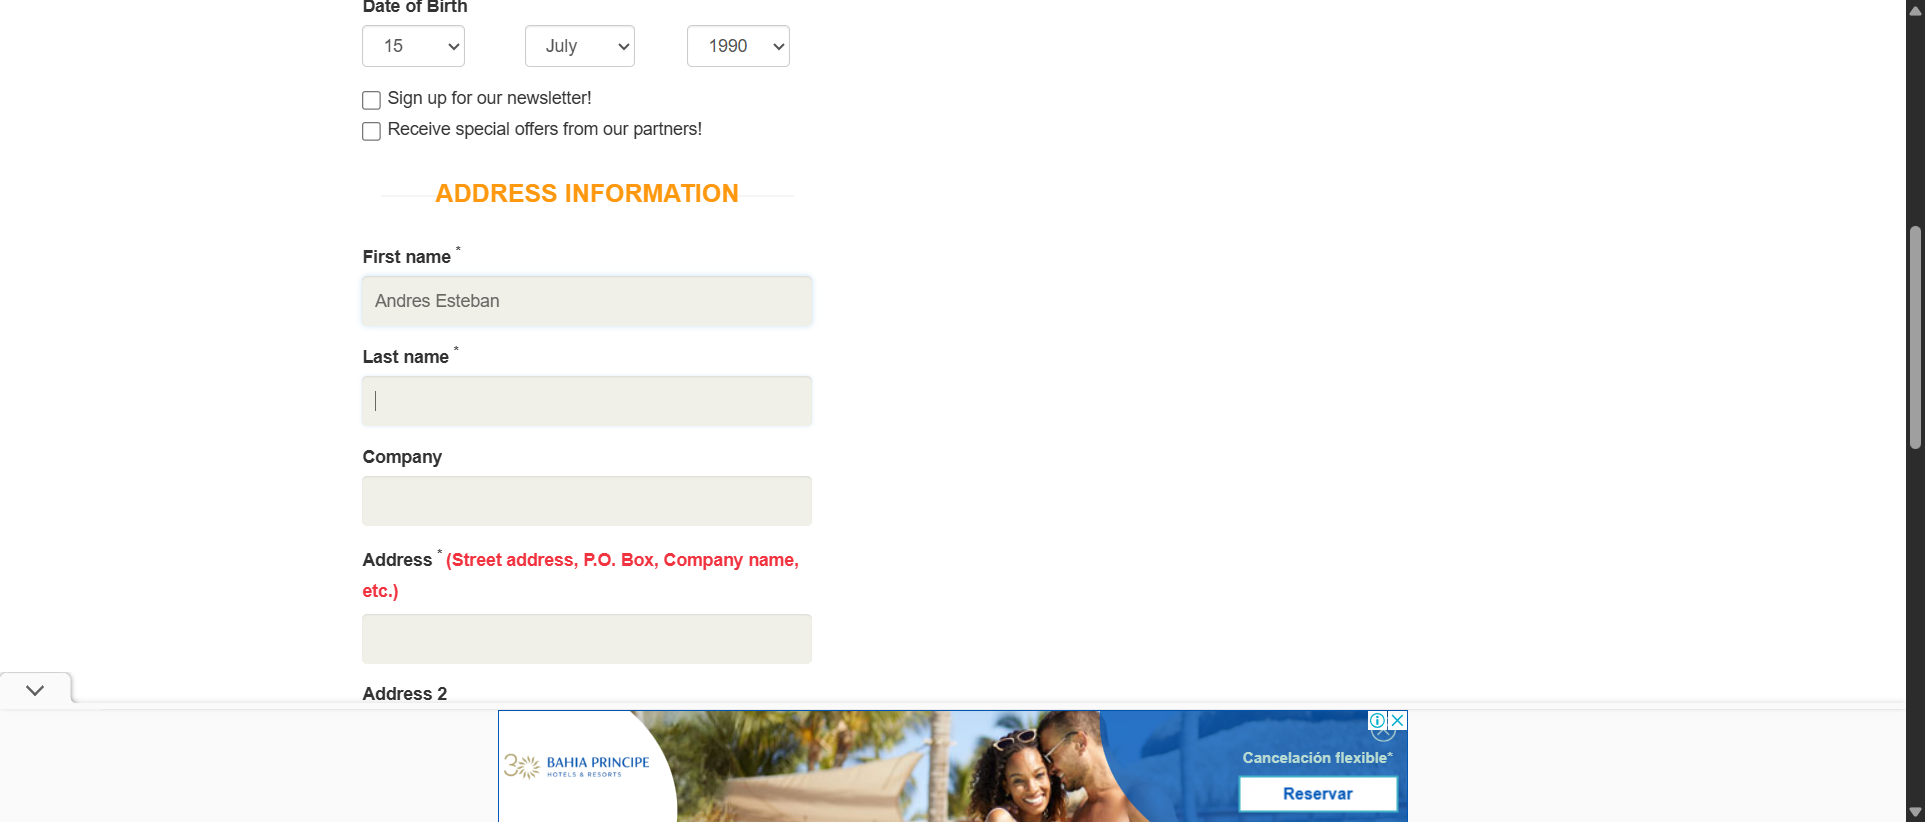 Date of Birth
15 July 1990
Sign up for our newsletter!
Receive special offers from our partners!
ADDRESS INFORMATION
First name *
Andres Esteban
Last name *
Company
Address * (Street address, P.O. Box, Company name,
etc.)
Address 2
30 BAHIA PRINCIPE
HOTELS & RESORTS
Cancelación flexible*
Reservar